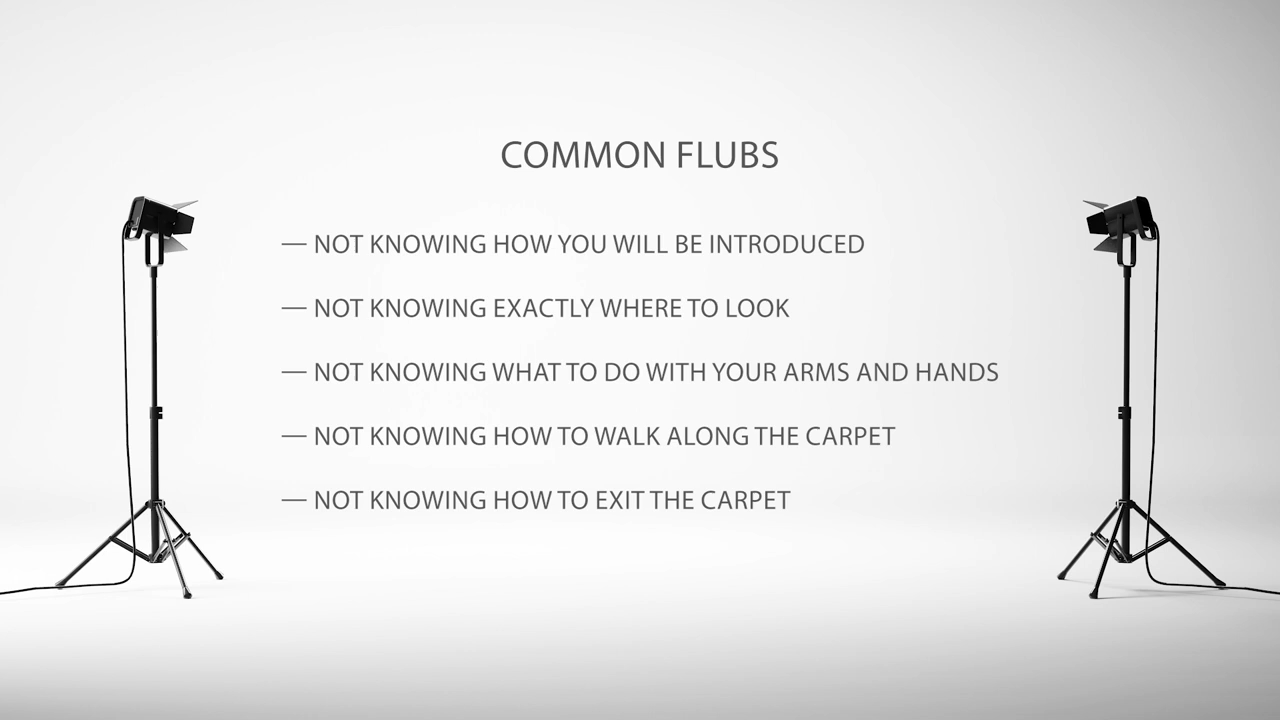 COMMON FLUBS
— NOT KNOWING HOW YOU WILL BE INTRODUCED
— NOT KNOWING EXACTLY WHERE TO LOOK
— NOT KNOWING WHAT TO DO WITH YOUR ARMS AND HANDS
— NOT KNOWING HOW TO WALK ALONG THE CARPET
— NOT KNOWING HOW TO EXIT THE CARPET